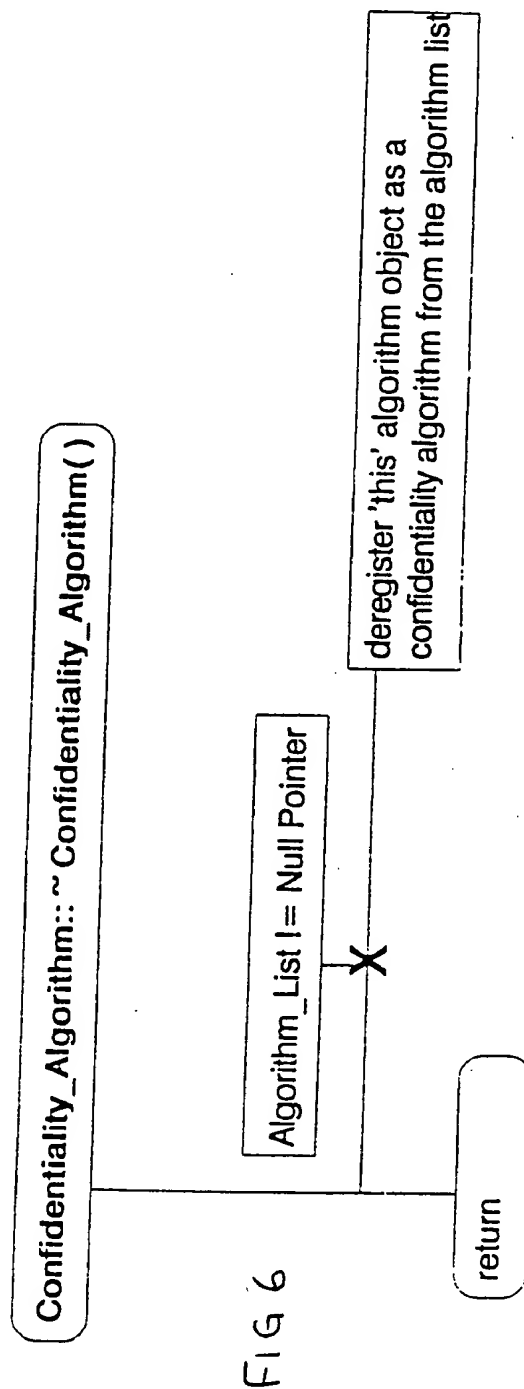 Confidentiality_Algorithm:: ~ Confidentiality_Algorithm( )
Algorithm_List != Null Pointer
X
deregister 'this' algorithm object as a
confidentiality algorithm from the algorithm list
return
FIG 6